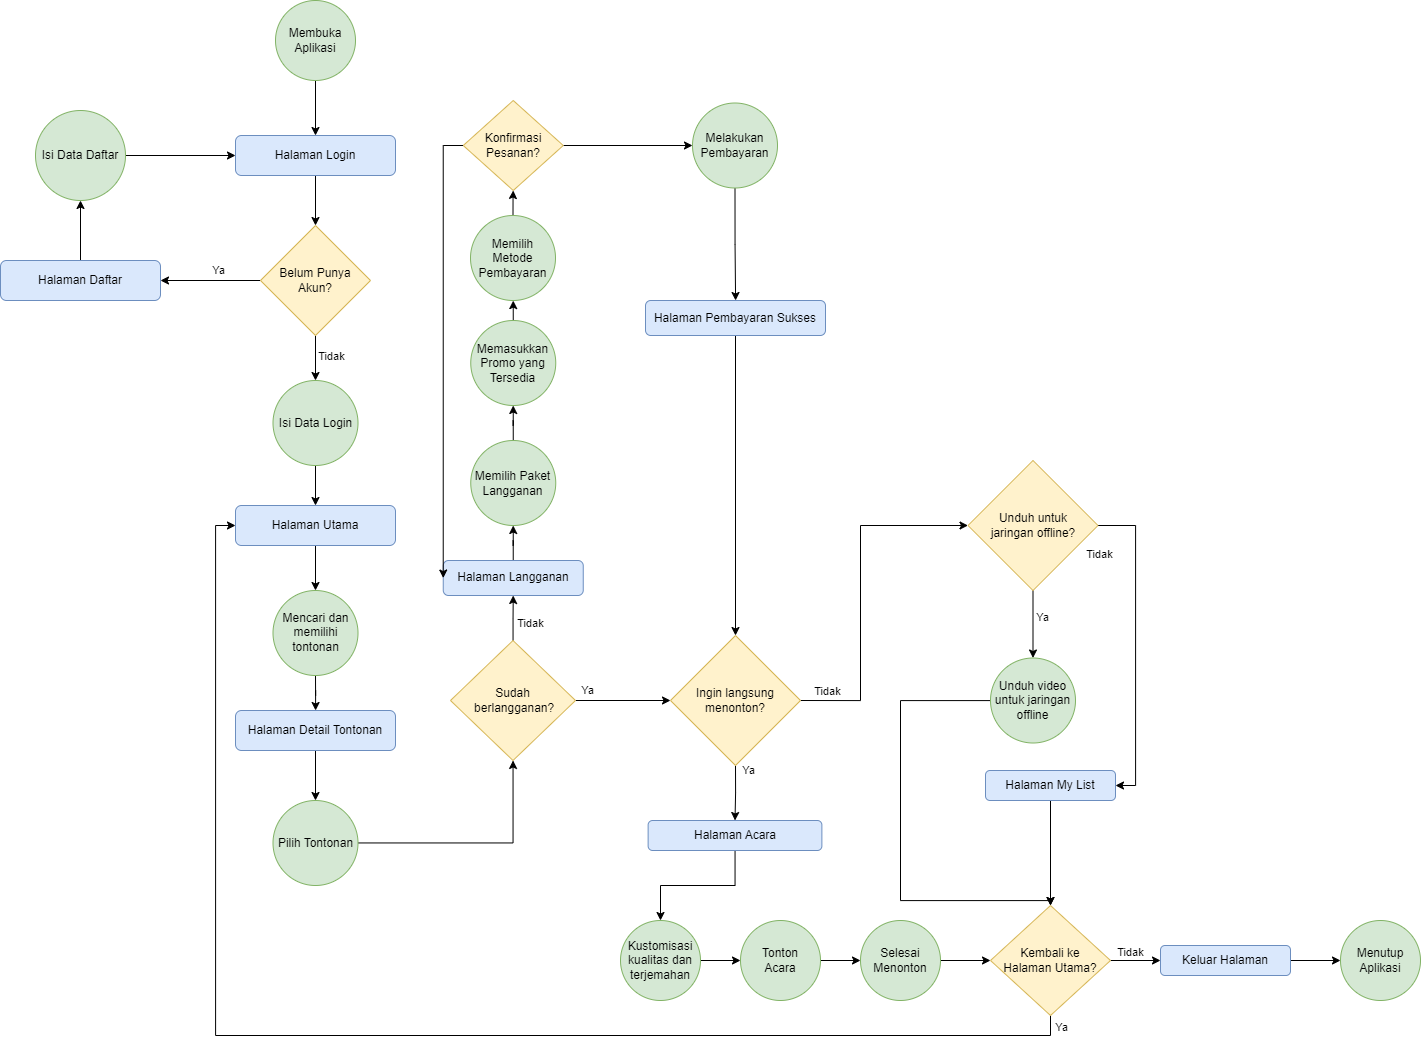 Membuka
Aplikasi
Isi Data Daftar
Halaman Login
Halaman Daftar
Ya
Belum Punya
Akun?
Tidak
Isi Data Login
Halaman Utama
Mencari dan
memilihi
tontonan
Halaman Detail Tontonan
Pilih Tontonan
Konfirmasi
Pesanan?
Melakukan
Pembayaran
Memilih
Metode
Pembayaran
Memasukkan
Promo yang
Tersedia
Memilih Paket
Langganan
Halaman Langganan
Tidak
Sudah
berlangganan?
Ya
Halaman Pembayaran Sukses
Ingin langsung
menonton?
Tidak
Ya
Halaman Acara
Kustomisasi
kualitas dan
terjemahan
Tonton
Acara
Selesai
Menonton
Unduh untuk
jaringan offline?
Tidak
Ya
Unduh video
untuk jaringan
offline
Halaman My List
Kembali ke
Halaman Utama?
Tidak
Ya
Keluar Halaman
Menutup
Aplikasi